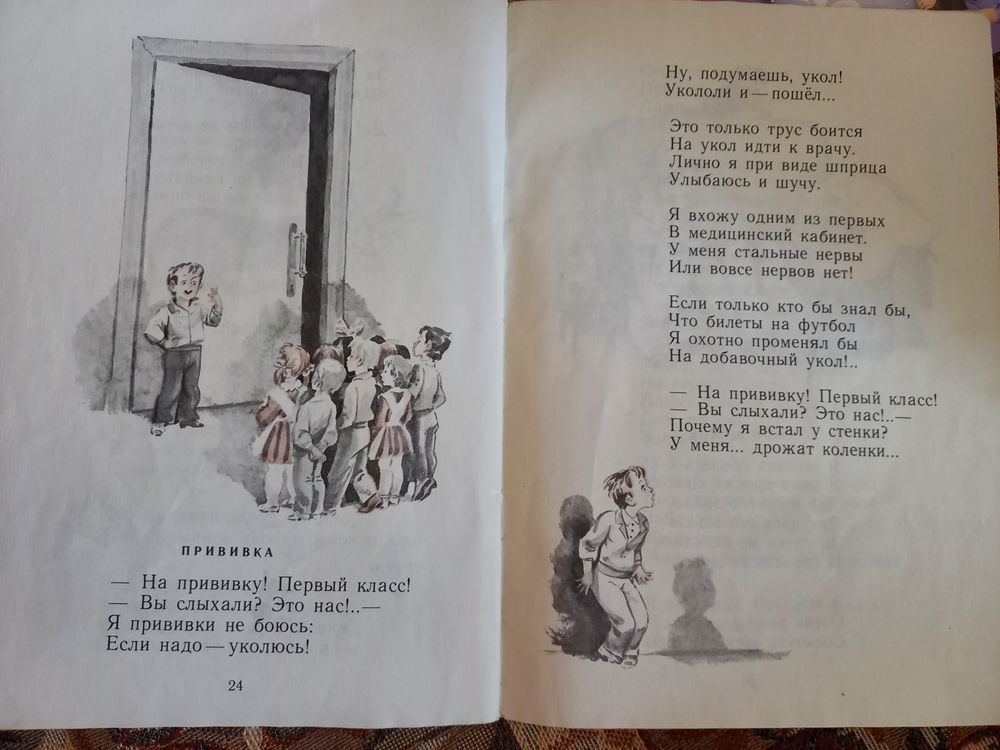 ПРИВИВКА
— На прививку! Первый класс!
— Вы слыхали? Это нас!..—
Я прививки не боюсь:
Если надо — уколюсь!
24
Ну, подумаешь, укол!
Укололи и — пошёл...
Это только трус боится
На укол идти к врачу.
Лично я при виде шприца
Улыбаюсь и шучу.
Я вхожу одним из первых
В медицинский кабинет.
У меня стальные нервы
Или вовсе нервов нет!
Если только кто бы знал бы,
Что билеты на футбол
Я охотно променял бы
На добавочный укол!..
— На прививку! Первый класс!
— Вы слыхали? Это нас!..—
Почему я встал у стенки?
У меня... дрожат коленки...